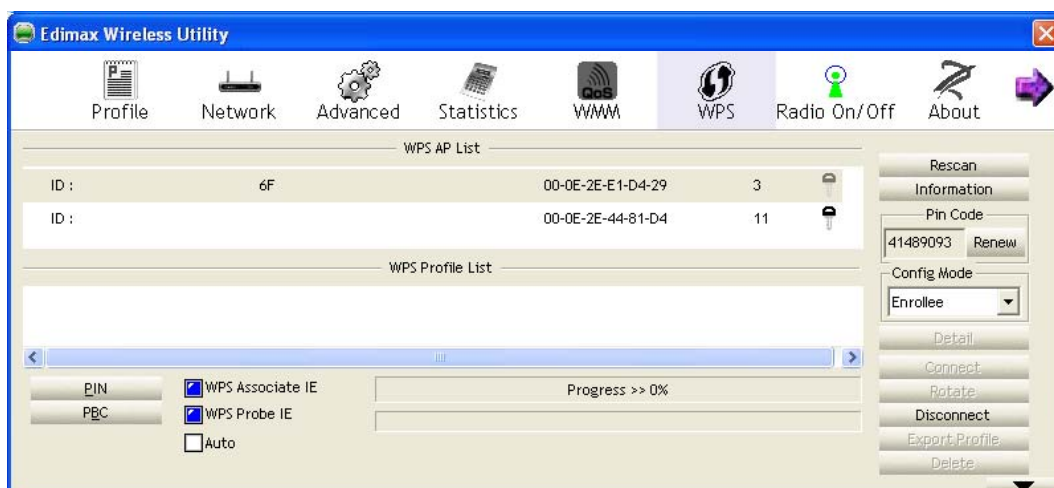 Edimax Wireless Utility
Profile Network Advanced Statistics QoS WMM WPS Radio On/Off About
WPS AP List
ID : 6F 00-0E-2E-E1-D4-29 3
ID : 00-0E-2E-44-81-D4 11
WPS Profile List
PIN
PBC
WPS Associate IE
WPS Probe IE
Auto
Progress >> 0%
Rescan
Information
Pin Code
41489093 Renew
Config Mode
Enrollee
Detail
Connect
Rotate
Disconnect
Export Profile
Delete